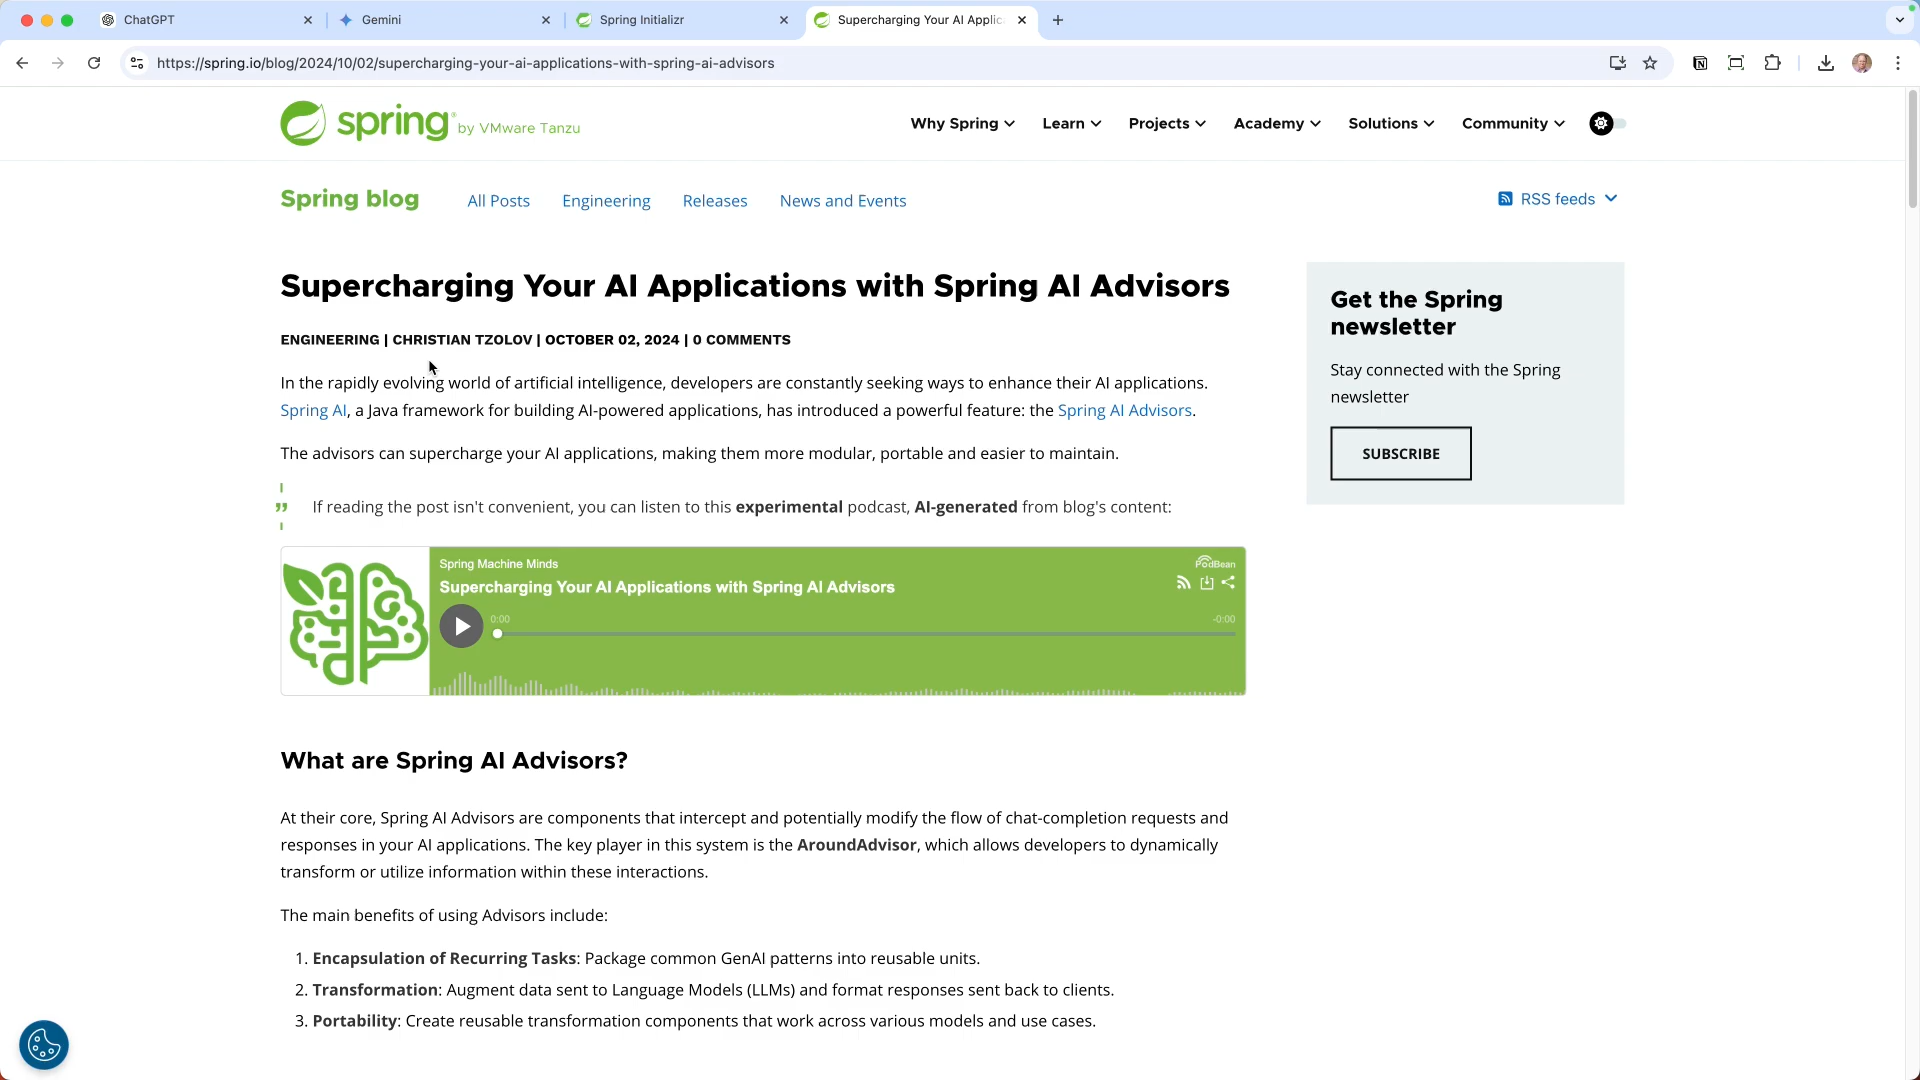 ChatGPT
Gemini
Spring Initializr
Supercharging Your AI Applic
https://spring.io/blog/2024/10/02/supercharging-your-ai-applications-with-spring-ai-advisors
spring® by VMware Tanzu
Why Spring
Learn
Projects
Academy
Solutions
Community
Spring blog
All Posts
Engineering
Releases
News and Events
RSS feeds
Supercharging Your AI Applications with Spring AI Advisors
ENGINEERING | CHRISTIAN TZOLOV | OCTOBER 02, 2024 | 0 COMMENTS
In the rapidly evolving world of artificial intelligence, developers are constantly seeking ways to enhance their AI applications.
Spring AI, a Java framework for building AI-powered applications, has introduced a powerful feature: the Spring AI Advisors.
The advisors can supercharge your AI applications, making them more modular, portable and easier to maintain.
If reading the post isn't convenient, you can listen to this experimental podcast, AI-generated from blog's content:
Spring Machine Minds
PodBean
Supercharging Your AI Applications with Spring AI Advisors
0:00
-0:00
What are Spring AI Advisors?
At their core, Spring AI Advisors are components that intercept and potentially modify the flow of chat-completion requests and
responses in your AI applications. The key player in this system is the AroundAdvisor, which allows developers to dynamically
transform or utilize information within these interactions.
The main benefits of using Advisors include:
1. Encapsulation of Recurring Tasks: Package common GenAI patterns into reusable units.
2. Transformation: Augment data sent to Language Models (LLMs) and format responses sent back to clients.
3. Portability: Create reusable transformation components that work across various models and use cases.
Get the Spring
newsletter
Stay connected with the Spring
newsletter
SUBSCRIBE